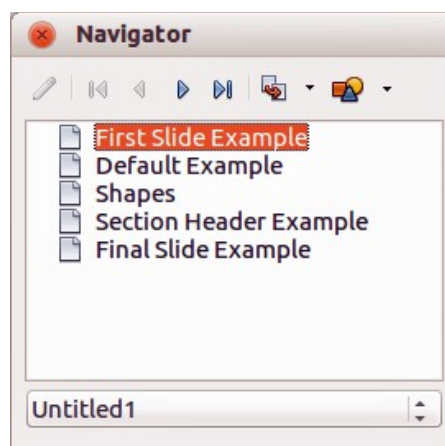 Navigator
First Slide Example
Default Example
Shapes
Section Header Example
Final Slide Example
Untitled1